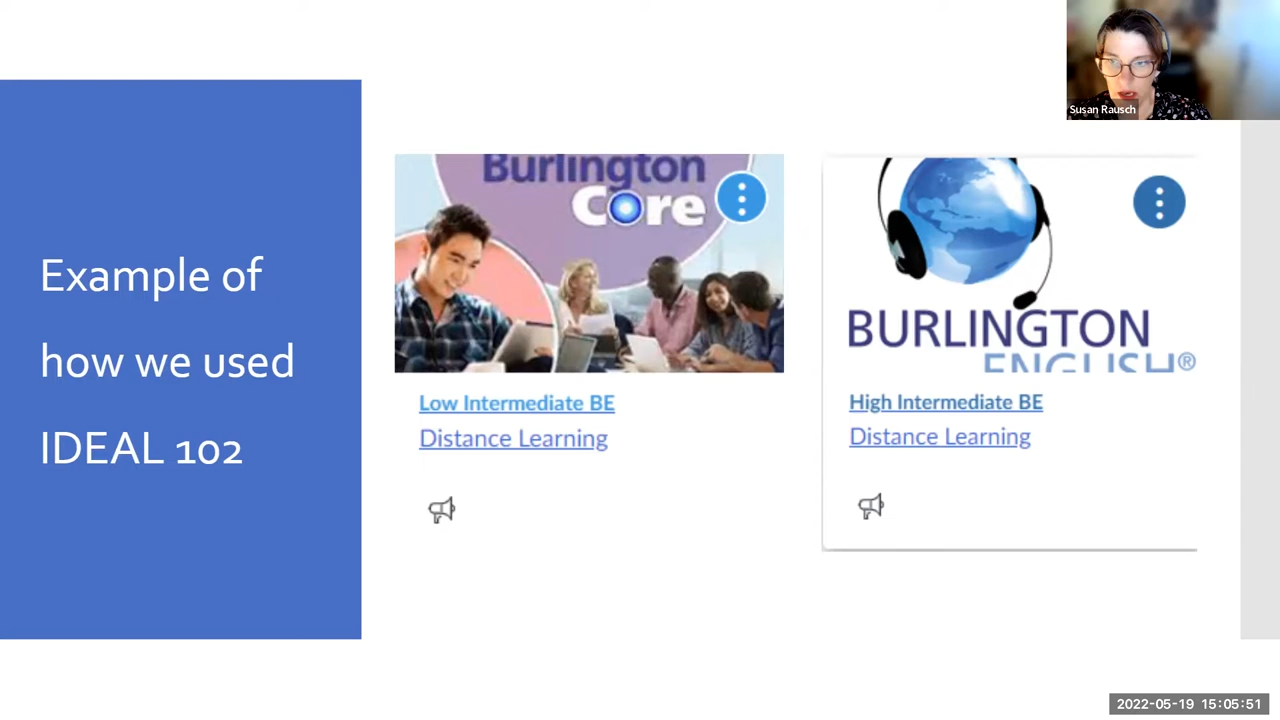 Susan Rausch
Example of
how we used
IDEAL 102
Burlington
Core
Low Intermediate BE
Distance Learning
BURLINGTON
ENGLISH®
High Intermediate BE
Distance Learning
2022-05-19 15:05:51